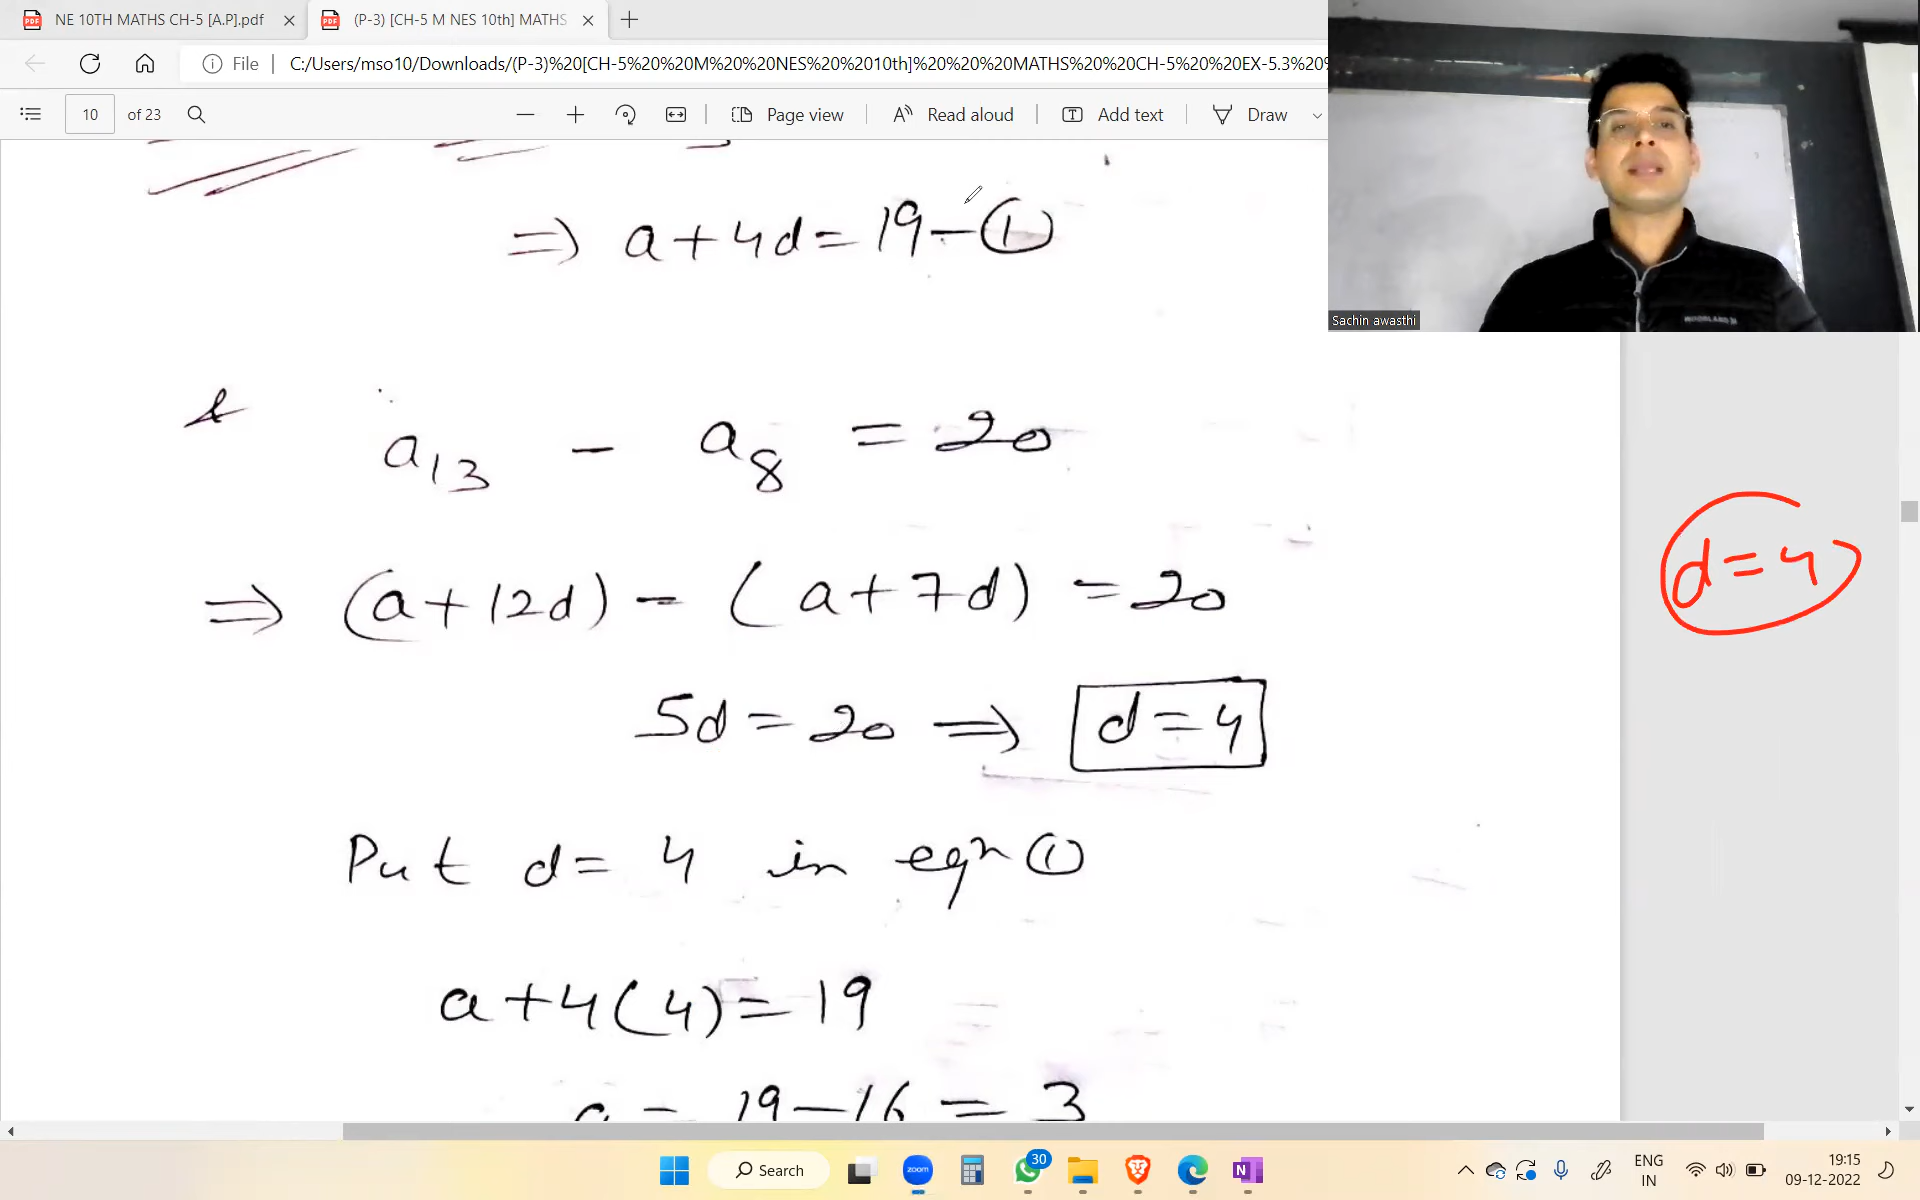 NE 10TH MATHS CH-5 [A.P].pdf
(P-3) [CH-5 M NES 10th] MATHS
File
C:/Users/mso10/Downloads/(P-3)%20[CH-5%20%20M%20%20NES%20%2010th]%20%20%20MATHS%20%20CH-5%20%20EX-5.3%20%
10 of 23
Page view
Read aloud
Add text
Draw
Sachin awasthi
⇒ a+4d=19-①
&
a₁₃ - a₈ = 20
⇒ (a+12d) - (a+7d) = 20
d=4
5d=20 ⇒ d=4
Put d= 4 in eqn ①
a+4(4)=19
a = 19-16 = 3
Search
zoom
30
N
ENG
IN
19:15
09-12-2022